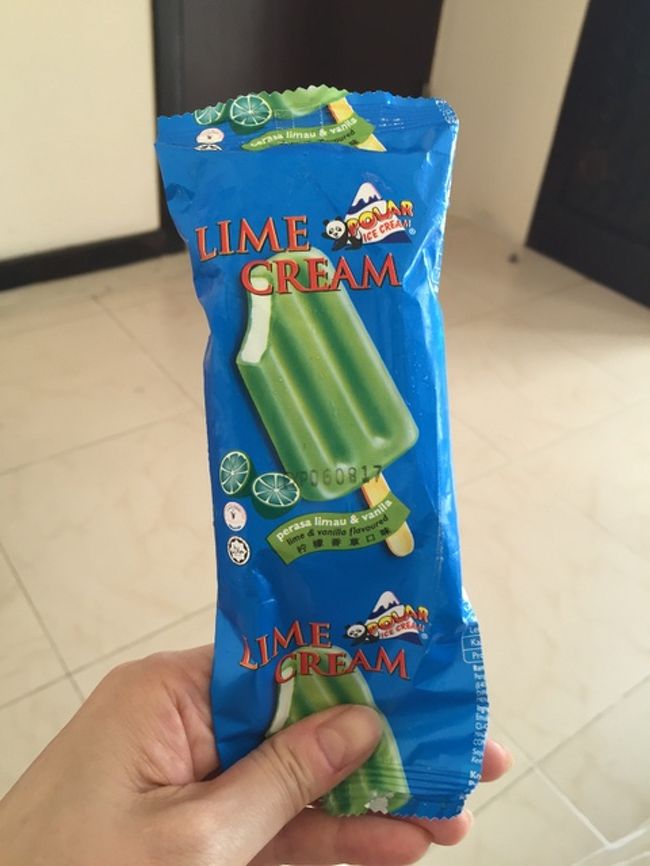 perasa limau & vanila
POLAR
ICE CREAM
LIME
CREAM
060817
perasa limau & vanila
lime & vanilla flavoured
柠檬香草口味
POLAR
ICE CREAM
LIME
CREAM